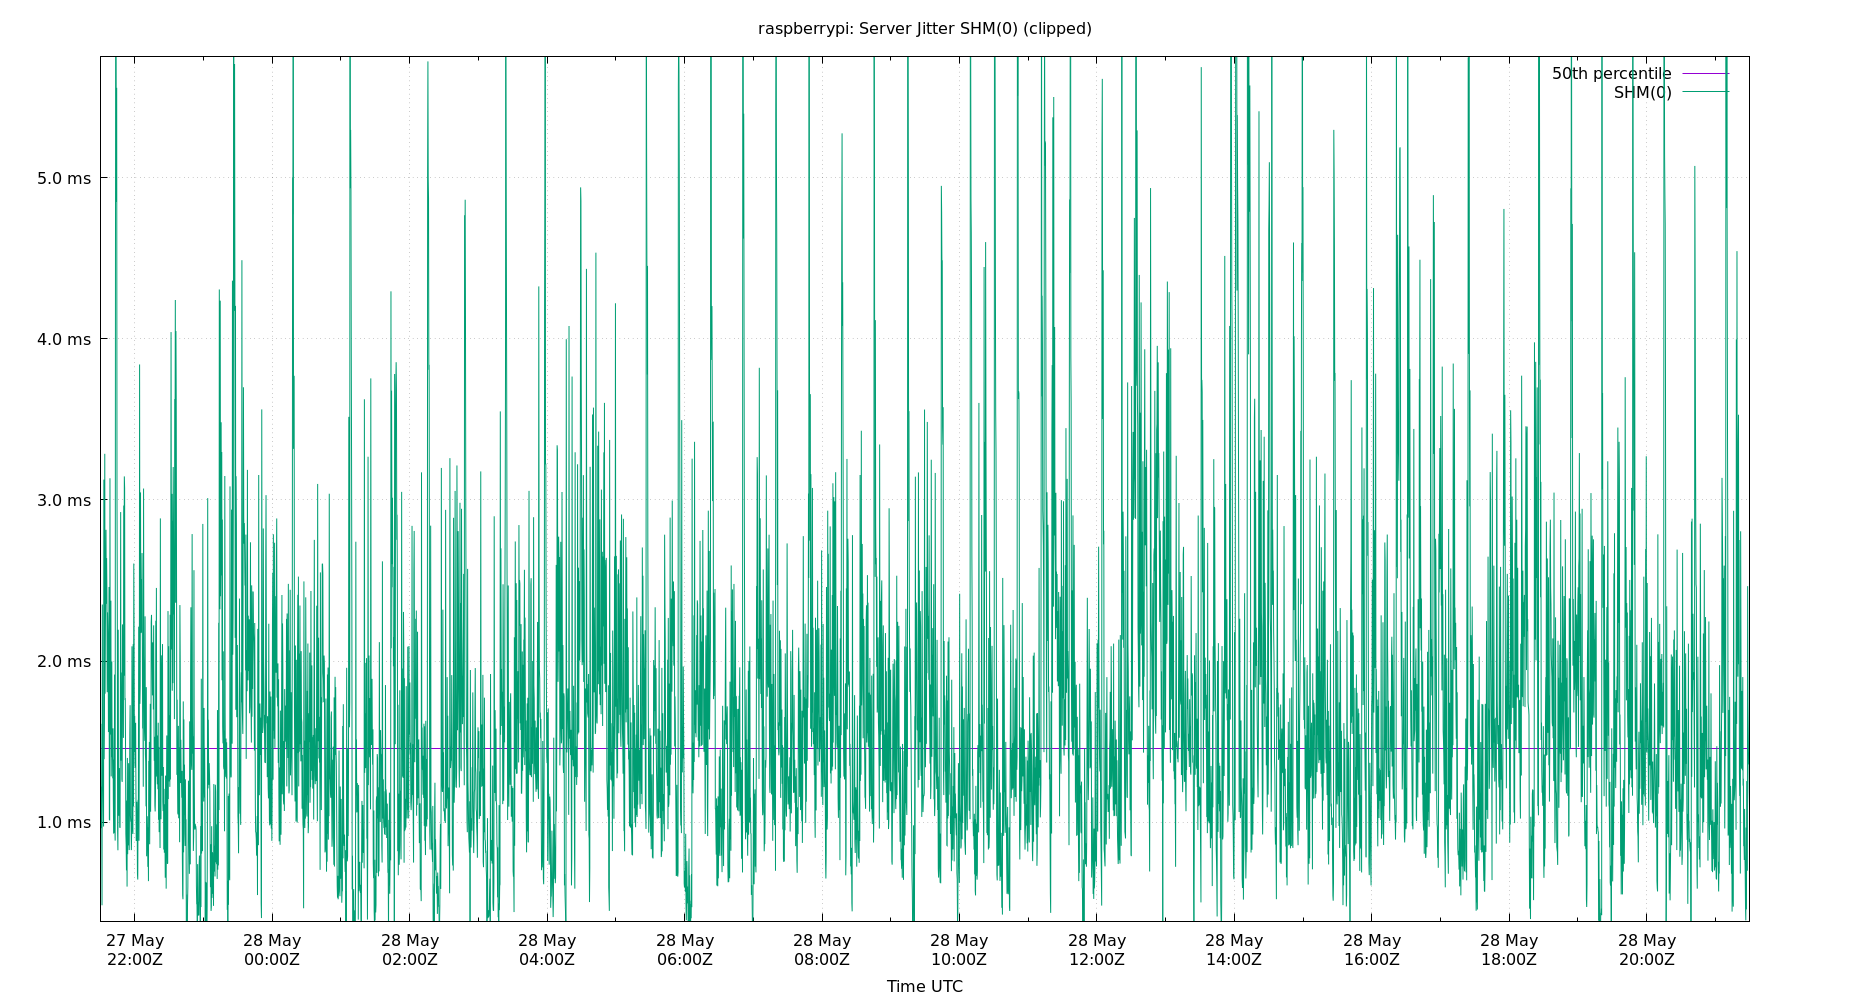 raspberrypi: Server Jitter SHM(0) (clipped)
50th percentile
SHM(0)
5.0 ms
4.0 ms
3.0 ms
2.0 ms
1.0 ms
27 May 28 May 28 May 28 May 28 May 28 May 28 May 28 May 28 May 28 May 28 May 28 May
22:00Z 00:00Z 02:00Z 04:00Z 06:00Z 08:00Z 10:00Z 12:00Z 14:00Z 16:00Z 18:00Z 20:00Z
Time UTC